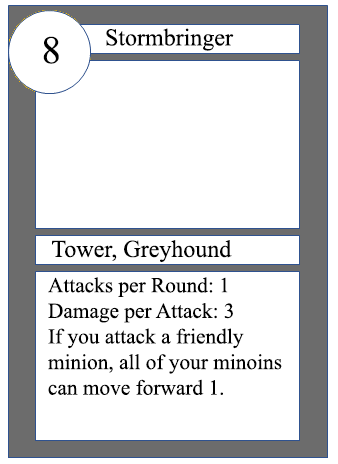 8
Stormbringer
Tower, Greyhound
Attacks per Round: 1
Damage per Attack: 3
If you attack a friendly
minion, all of your minoins
can move forward 1.